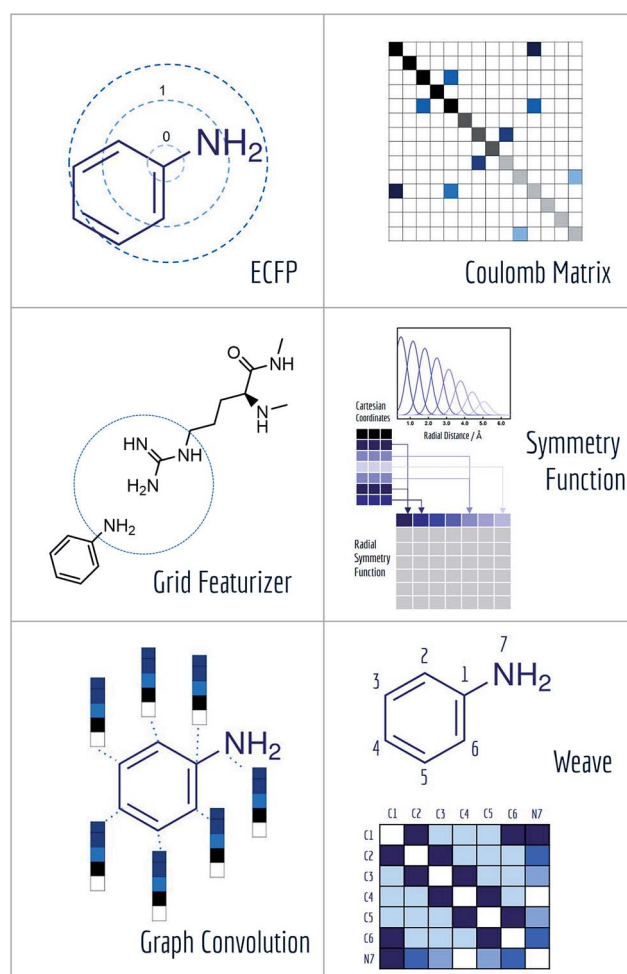 1
0
NH2
ECFP
Coulomb Matrix
O
NH
N
H
HN
N
H
H2N
NH2
Grid Featurizer
1.0 2.0 3.0 4.0 5.0 6.0
Radial Distance / Å
Cartesian
Coordinates
Symmetry
Function
Radial
Symmetry
Function
NH2
Graph Convolution
7
2
1
NH2
3
4
6
5
Weave
C1 C2 C3 C4 C5 C6 N7
C1
C2
C3
C4
C5
C6
N7